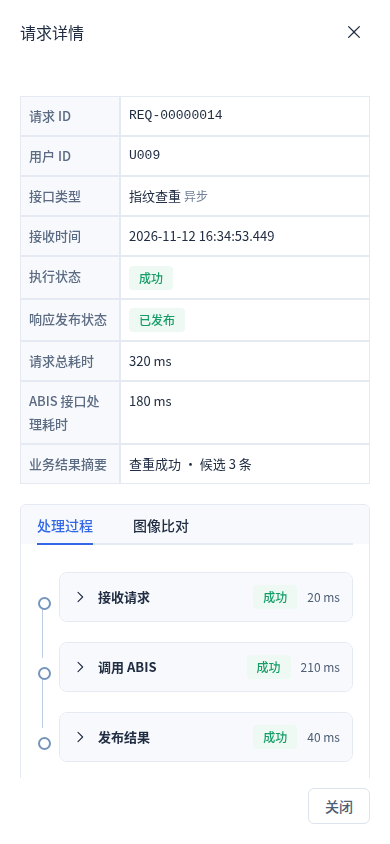 请求详情
请求 ID
REQ-00000014
用户 ID
U009
接口类型
指纹查重 异步
接收时间
2026-11-12 16:34:53.449
执行状态
成功
响应发布状态
已发布
请求总耗时
320 ms
ABIS 接口处
理耗时
180 ms
业务结果摘要
查重成功 · 候选 3 条
处理过程
图像比对
接收请求
成功
20 ms
调用 ABIS
成功
210 ms
发布结果
成功
40 ms
关闭